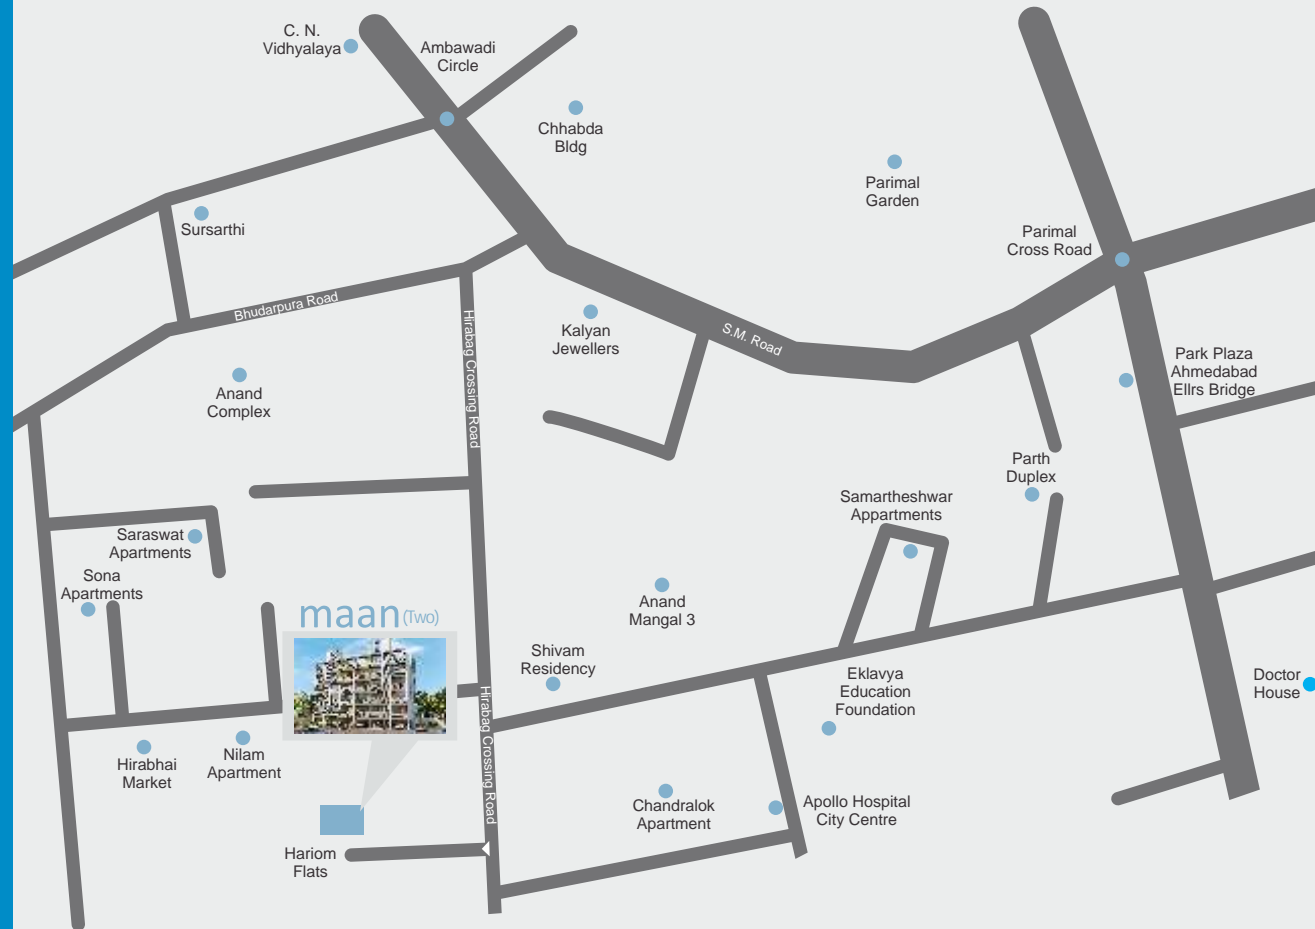 C. N.
Vidhyalaya
Ambawadi
Circle
Chhabda
Bldg
Parimal
Garden
Sursarthi
Parimal
Cross Road
Bhudarpura Road
Hirabag Crossing Road
Kalyan
Jewellers
S.M. Road
Park Plaza
Ahmedabad
Ellrs Bridge
Anand
Complex
Parth
Duplex
Samartheshwar
Appartments
Saraswat
Apartments
Sona
Apartments
maan (Two)
Anand
Mangal 3
Shivam
Residency
Eklavya
Education
Foundation
Doctor
House
Hirabag Crossing Road
Hirabhai
Market
Nilam
Apartment
Chandralok
Apartment
Apollo Hospital
City Centre
Hariom
Flats